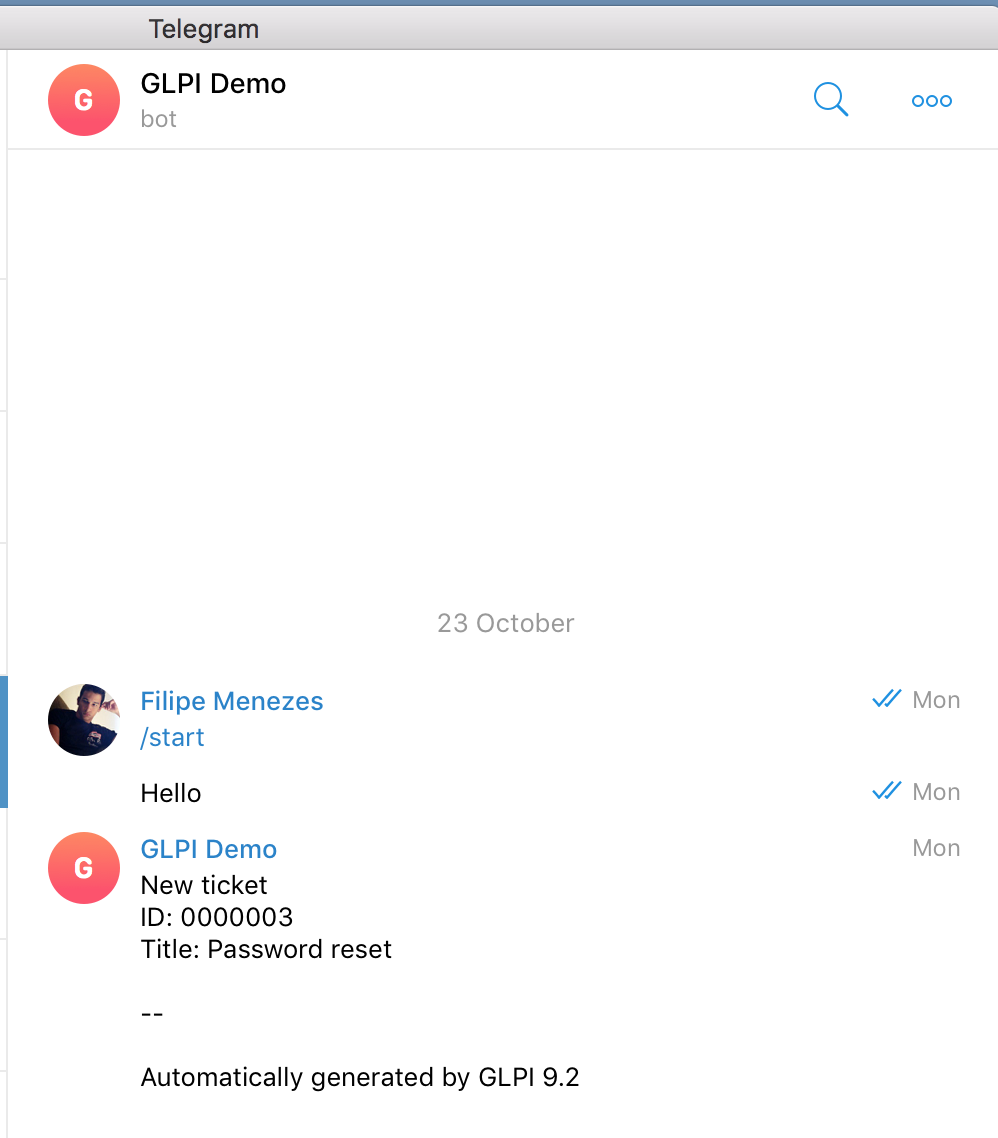 Telegram
G
GLPI Demo
bot
23 October
Filipe Menezes
Mon
/start
Hello
Mon
G
GLPI Demo
Mon
New ticket
ID: 0000003
Title: Password reset
--
Automatically generated by GLPI 9.2